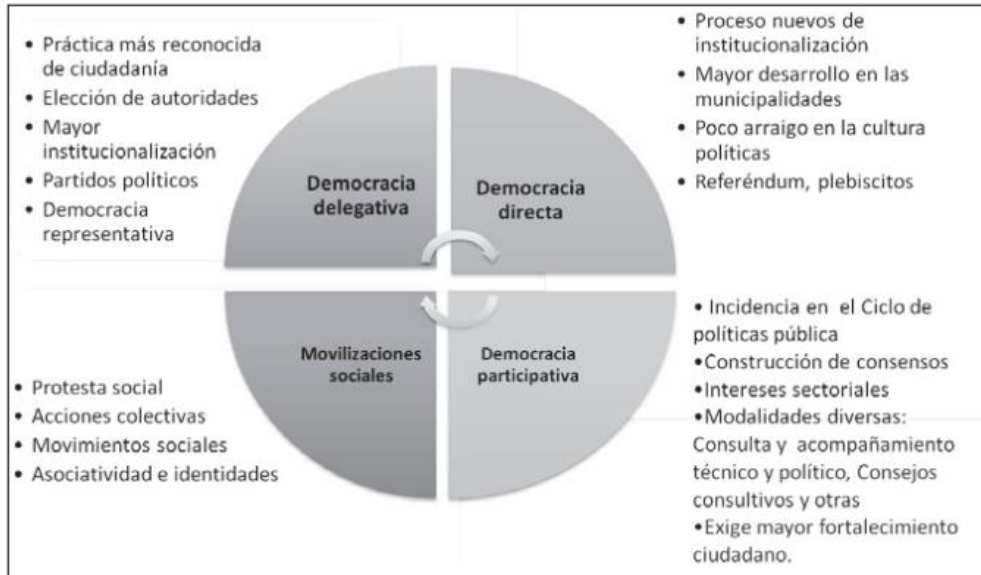 • Práctica más reconocida
de ciudadanía
• Elección de autoridades
• Mayor
institucionalización
• Partidos políticos
• Democracia
representativa
Democracia
delegativa
• Proceso nuevos de
institucionalización
• Mayor desarrollo en las
municipalidades
• Poco arraigo en la cultura
políticas
• Referéndum, plebiscitos
Democracia
directa
Movilizaciones
sociales
• Protesta social
• Acciones colectivas
• Movimientos sociales
• Asociatividad e identidades
Democracia
participativa
• Incidencia en el Ciclo de
políticas pública
•Construcción de consensos
•Intereses sectoriales
•Modalidades diversas:
Consulta y acompañamiento
técnico y político, Consejos
consultivos y otras
•Exige mayor fortalecimiento
ciudadano.